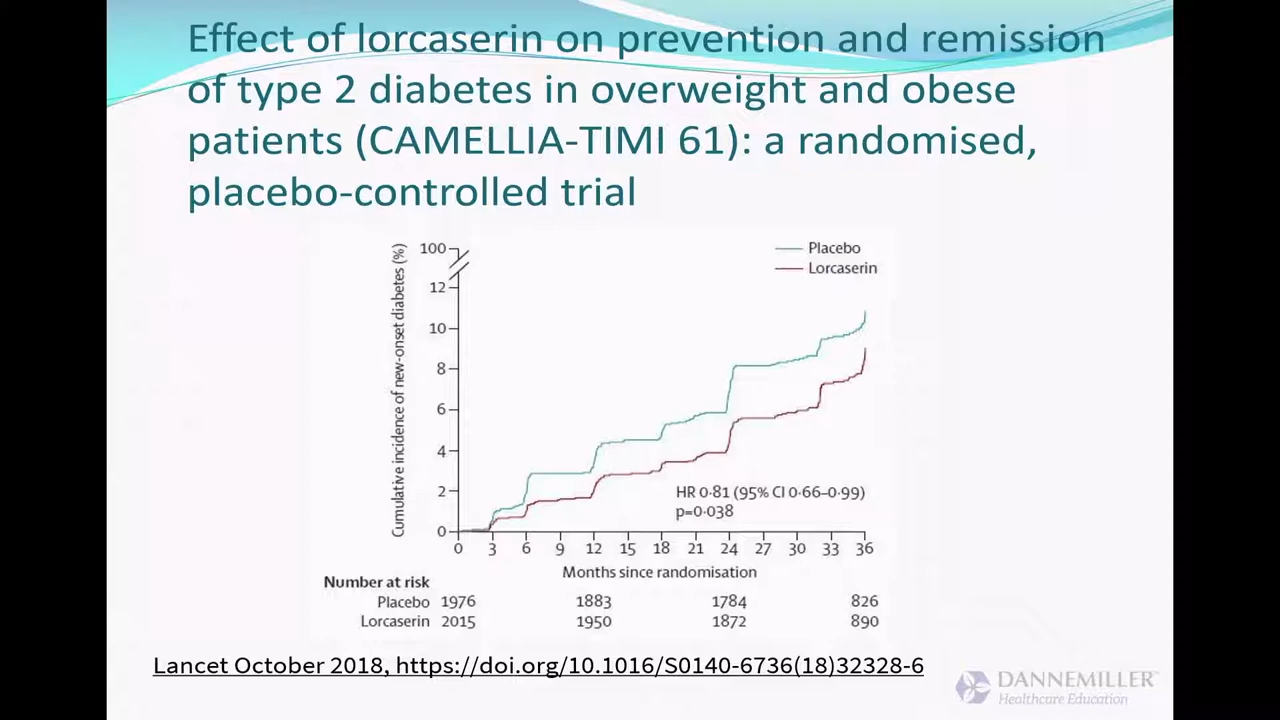 Effect of lorcaserin on prevention and remission
of type 2 diabetes in overweight and obese
patients (CAMELLIA-TIMI 61): a randomised,
placebo-controlled trial
Placebo
Lorcaserin
Cumulative incidence of new-onset diabetes (%)
100
12
10
8
6
4
2
0
HR 0·81 (95% CI 0·66–0·99)
p=0·038
0 3 6 9 12 15 18 21 24 27 30 33 36
Months since randomisation
Number at risk
Placebo 1976 1883 1784 826
Lorcaserin 2015 1950 1872 890
Lancet October 2018, https://doi.org/10.1016/S0140-6736(18)32328-6
DANNEMILLER
Healthcare Education